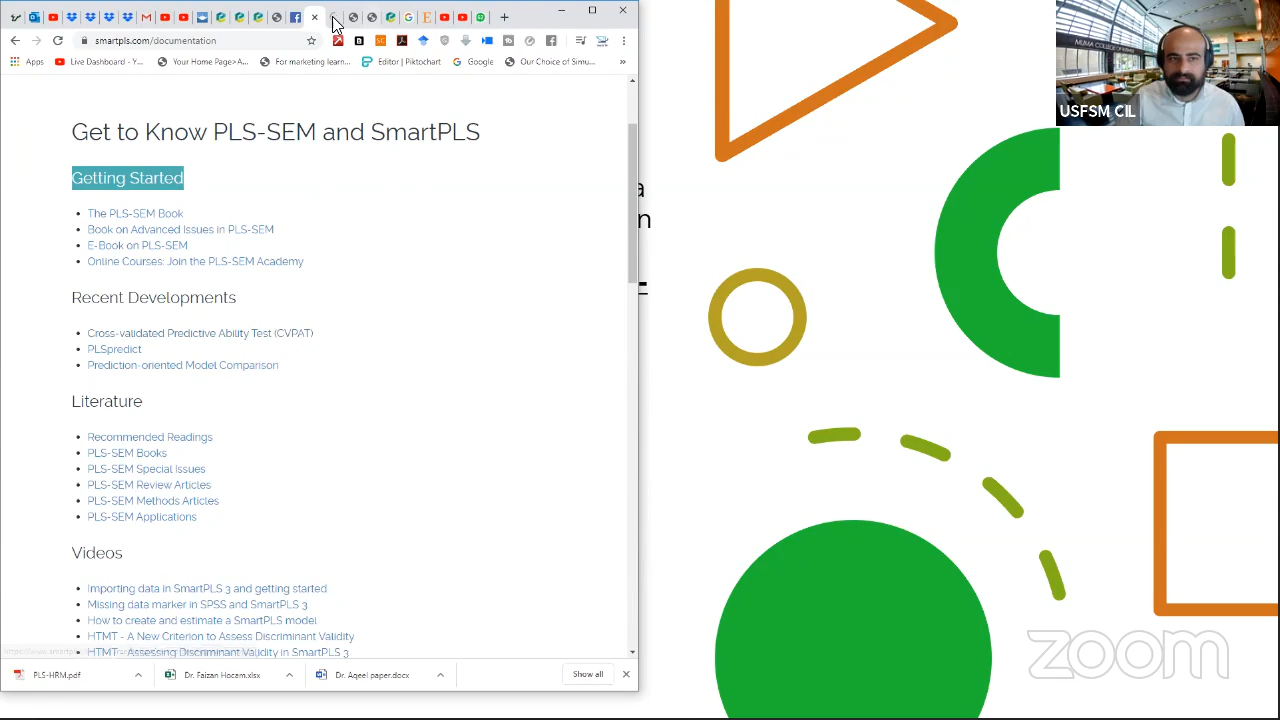 smartpls.com/documentation
Apps
Live Dashboard - Y...
Your Home Page>A...
For marketing learn...
Editor | Piktochart
Google
Our Choice of Simu...
Get to Know PLS-SEM and SmartPLS
Getting Started
The PLS-SEM Book
Book on Advanced Issues in PLS-SEM
E-Book on PLS-SEM
Online Courses: Join the PLS-SEM Academy
Recent Developments
Cross-validated Predictive Ability Test (CVPAT)
PLSpredict
Prediction-oriented Model Comparison
Literature
Recommended Readings
PLS-SEM Books
PLS-SEM Special Issues
PLS-SEM Review Articles
PLS-SEM Methods Articles
PLS-SEM Applications
Videos
Importing data in SmartPLS 3 and getting started
Missing data marker in SPSS and SmartPLS 3
How to create and estimate a SmartPLS model
HTMT - A New Criterion to Assess Discriminant Validity
HTMT - Assessing Discriminant Validity in SmartPLS 3
PLS-HRM.pdf
Dr. Faizan Hocam.xlsx
Dr. Aqeel paper.docx
Show all
a
n
MUMA COLLEGE OF
USFSM CIL
zoom